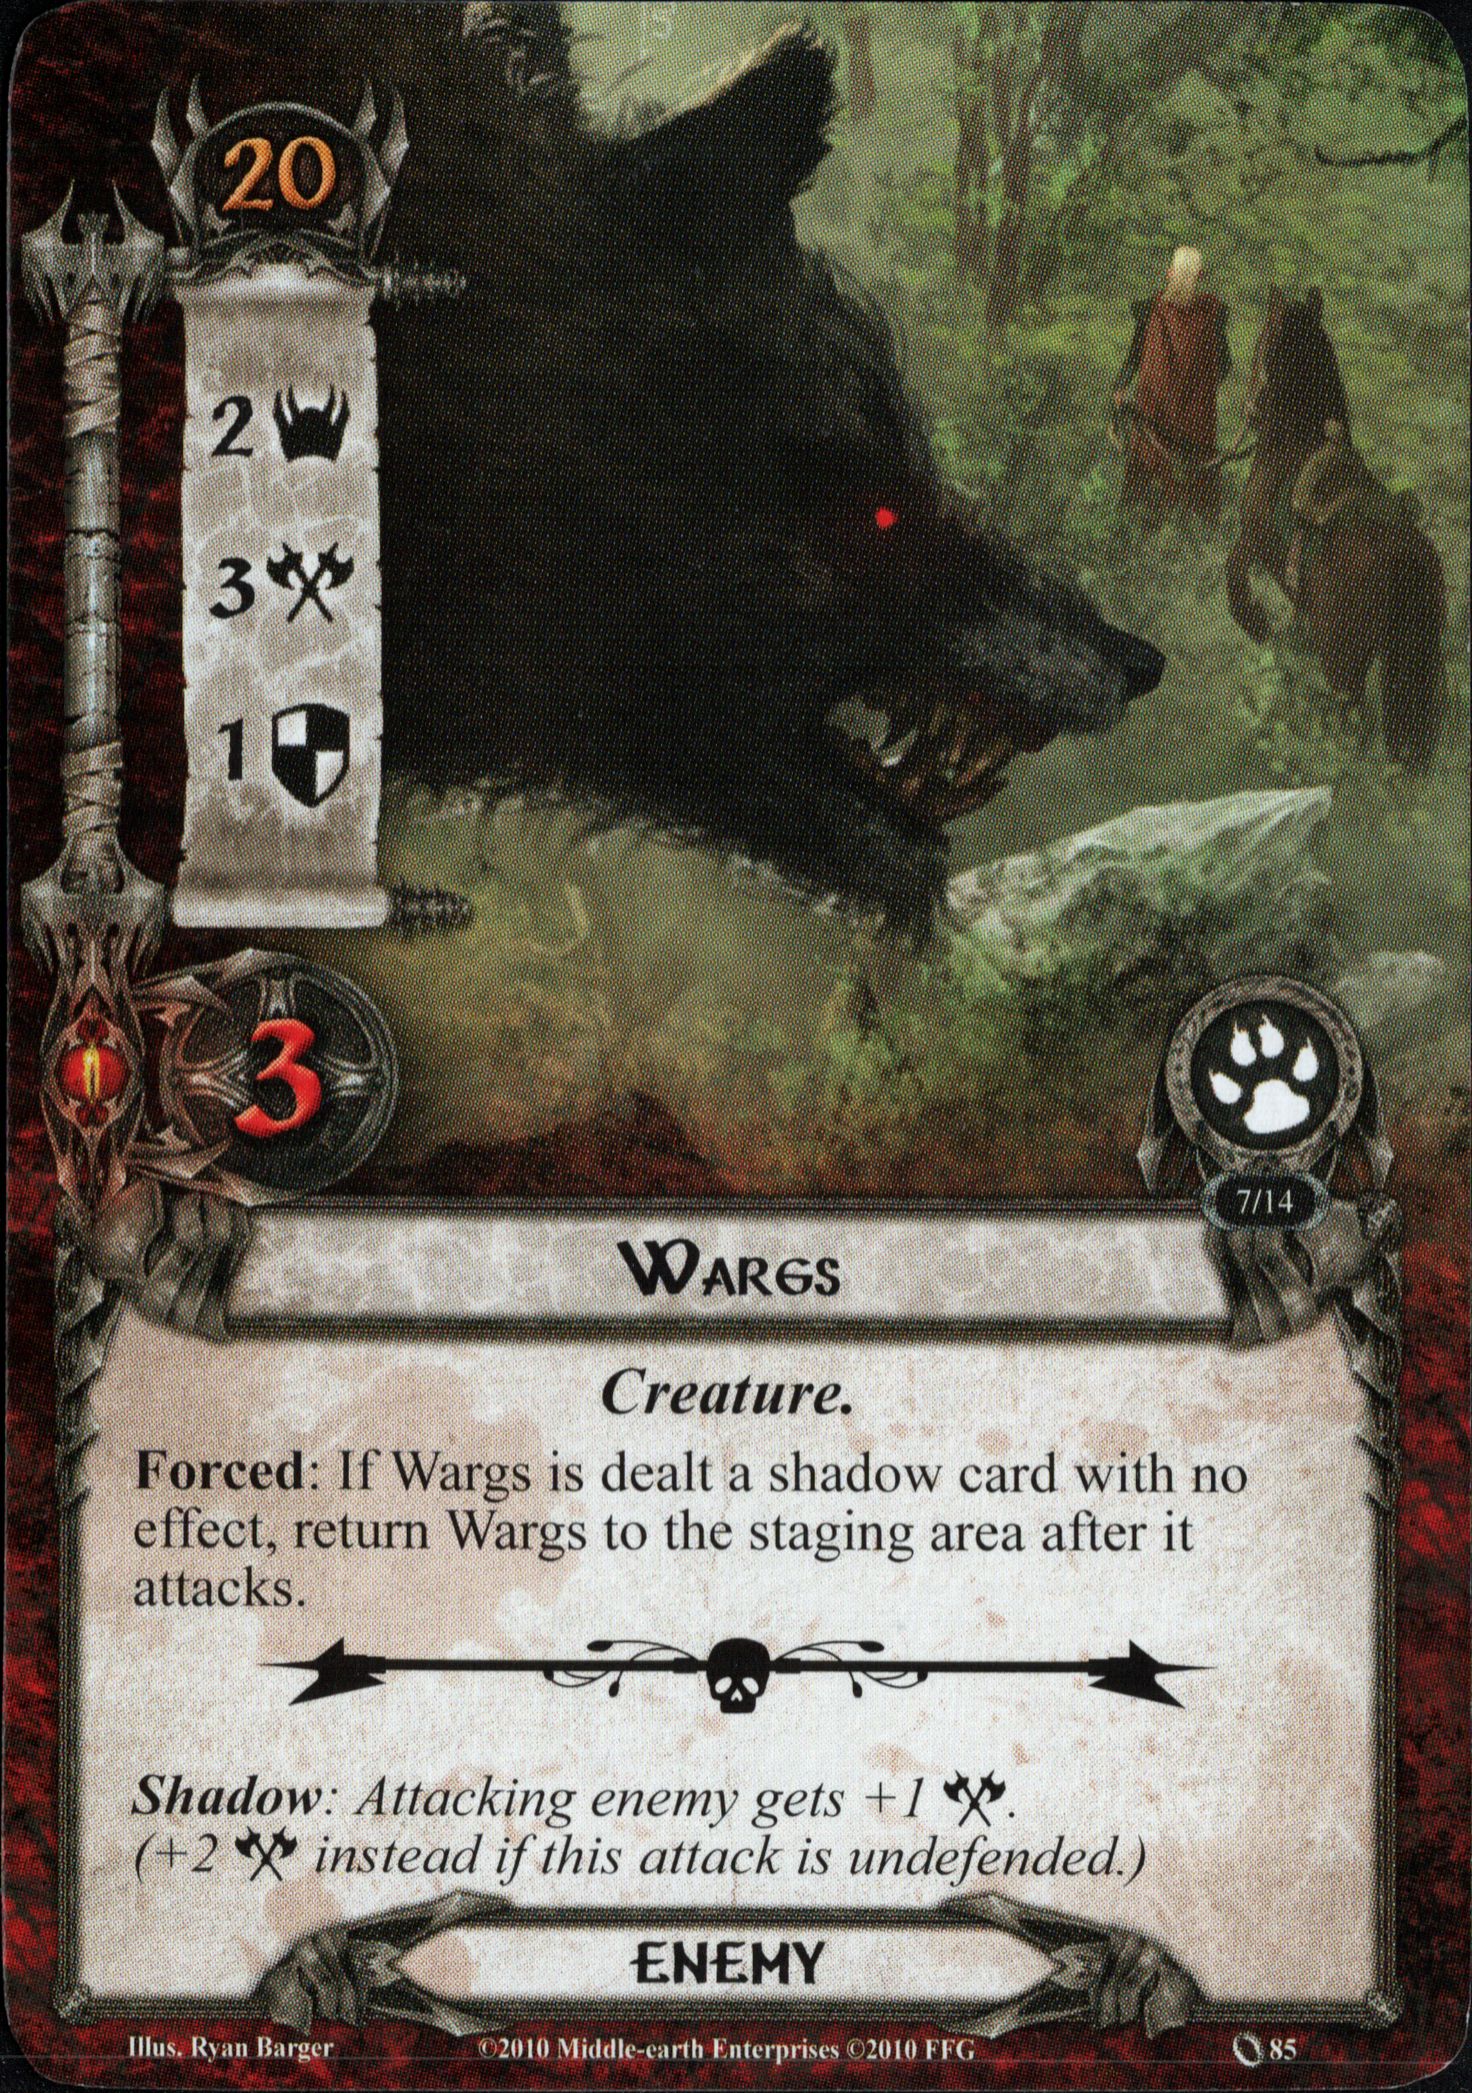 20
2
3
1
3
7/14
Wargs
Creature.
Forced: If Wargs is dealt a shadow card with no
effect, return Wargs to the staging area after it
attacks.
Shadow: Attacking enemy gets +1 .
(+2 instead if this attack is undefended.)
ENEMY
Illus. Ryan Barger ©2010 Middle-earth Enterprises ©2010 FFG 85